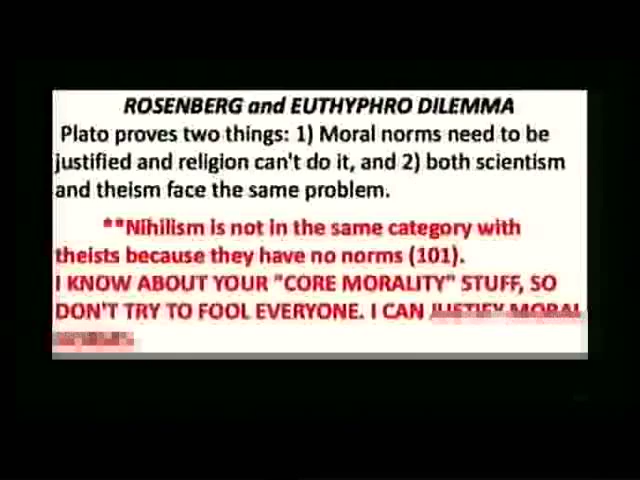 ROSENBERG and EUTHYPHRO DILEMMA
Plato proves two things: 1) Moral norms need to be
justified and religion can't do it, and 2) both scientism
and theism face the same problem.
**Nihilism is not in the same category with
theists because they have no norms (101).
I KNOW ABOUT YOUR "CORE MORALITY" STUFF, SO
DON'T TRY TO FOOL EVERYONE. I CAN JUSTIFY MORAL